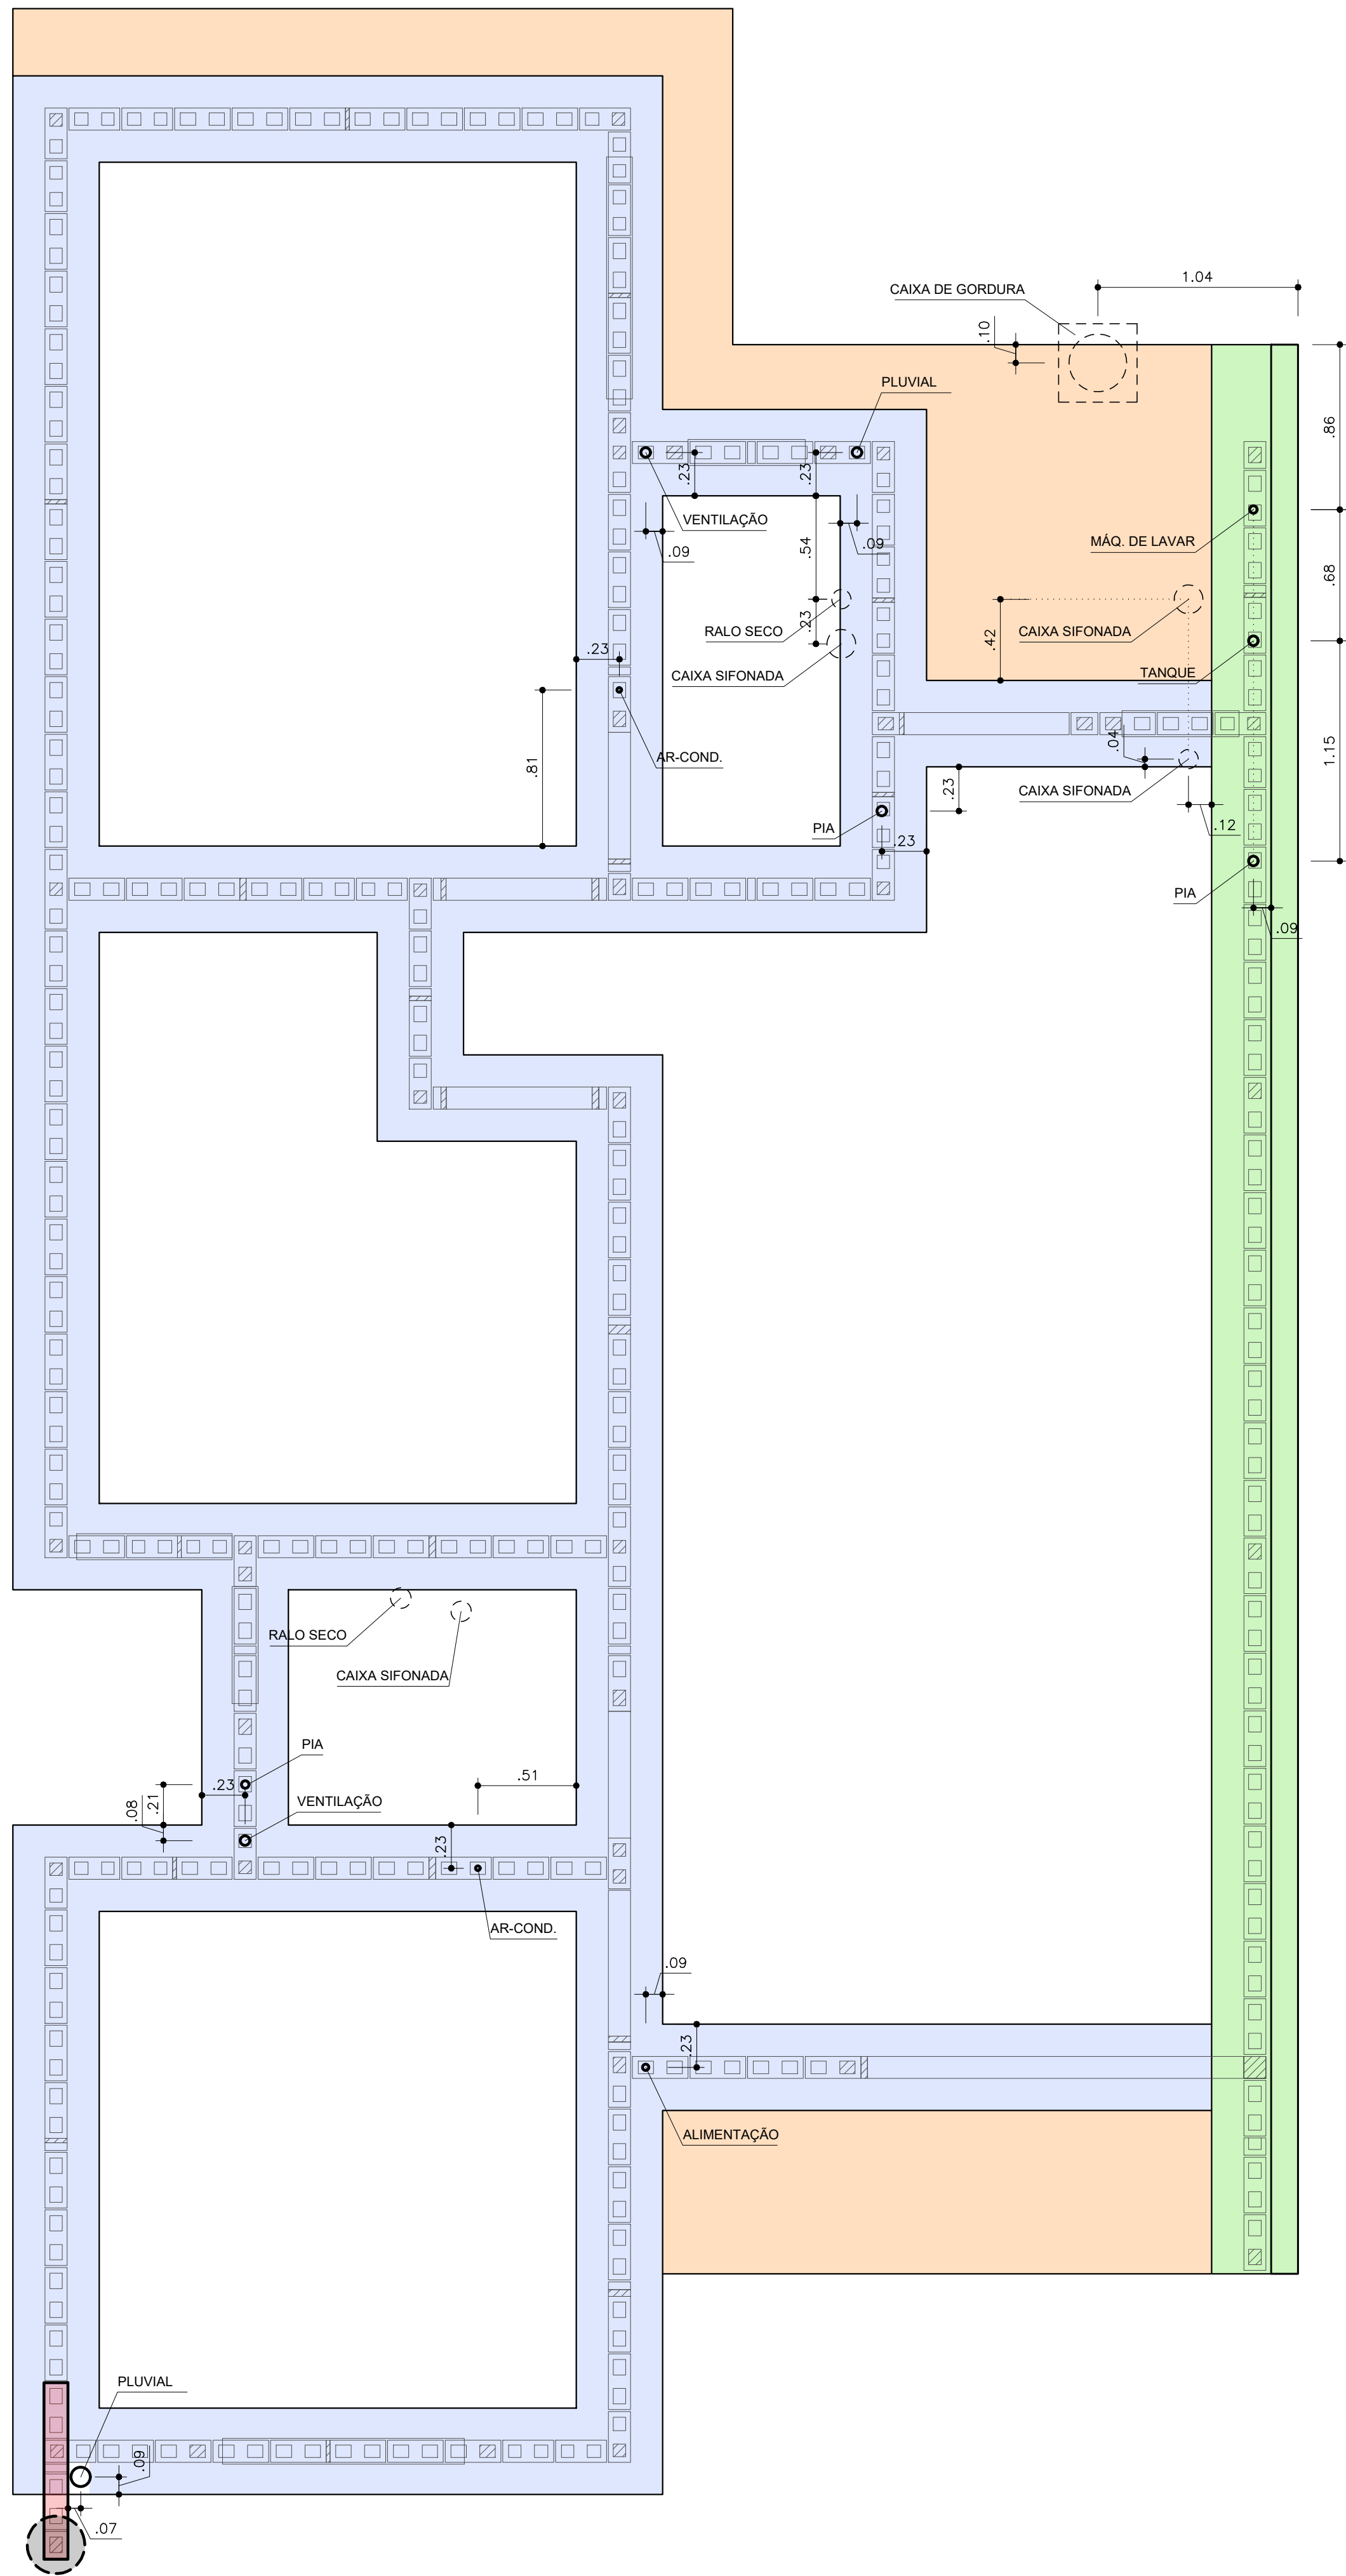 1.04
CAIXA DE GORDURA
.10
PLUVIAL
.86
.23
.23
VENTILAÇÃO
.09
.54
.09
MÁQ. DE LAVAR
.68
RALO SECO
.23
CAIXA SIFONADA
.42
.23
CAIXA SIFONADA
TANQUE
AR-COND.
.81
.04
1.15
CAIXA SIFONADA
.23
.12
PIA
.23
PIA
.09
RALO SECO
CAIXA SIFONADA
PIA
.23
.51
.21
.08
VENTILAÇÃO
.23
AR-COND.
.09
.23
ALIMENTAÇÃO
PLUVIAL
.09
.07